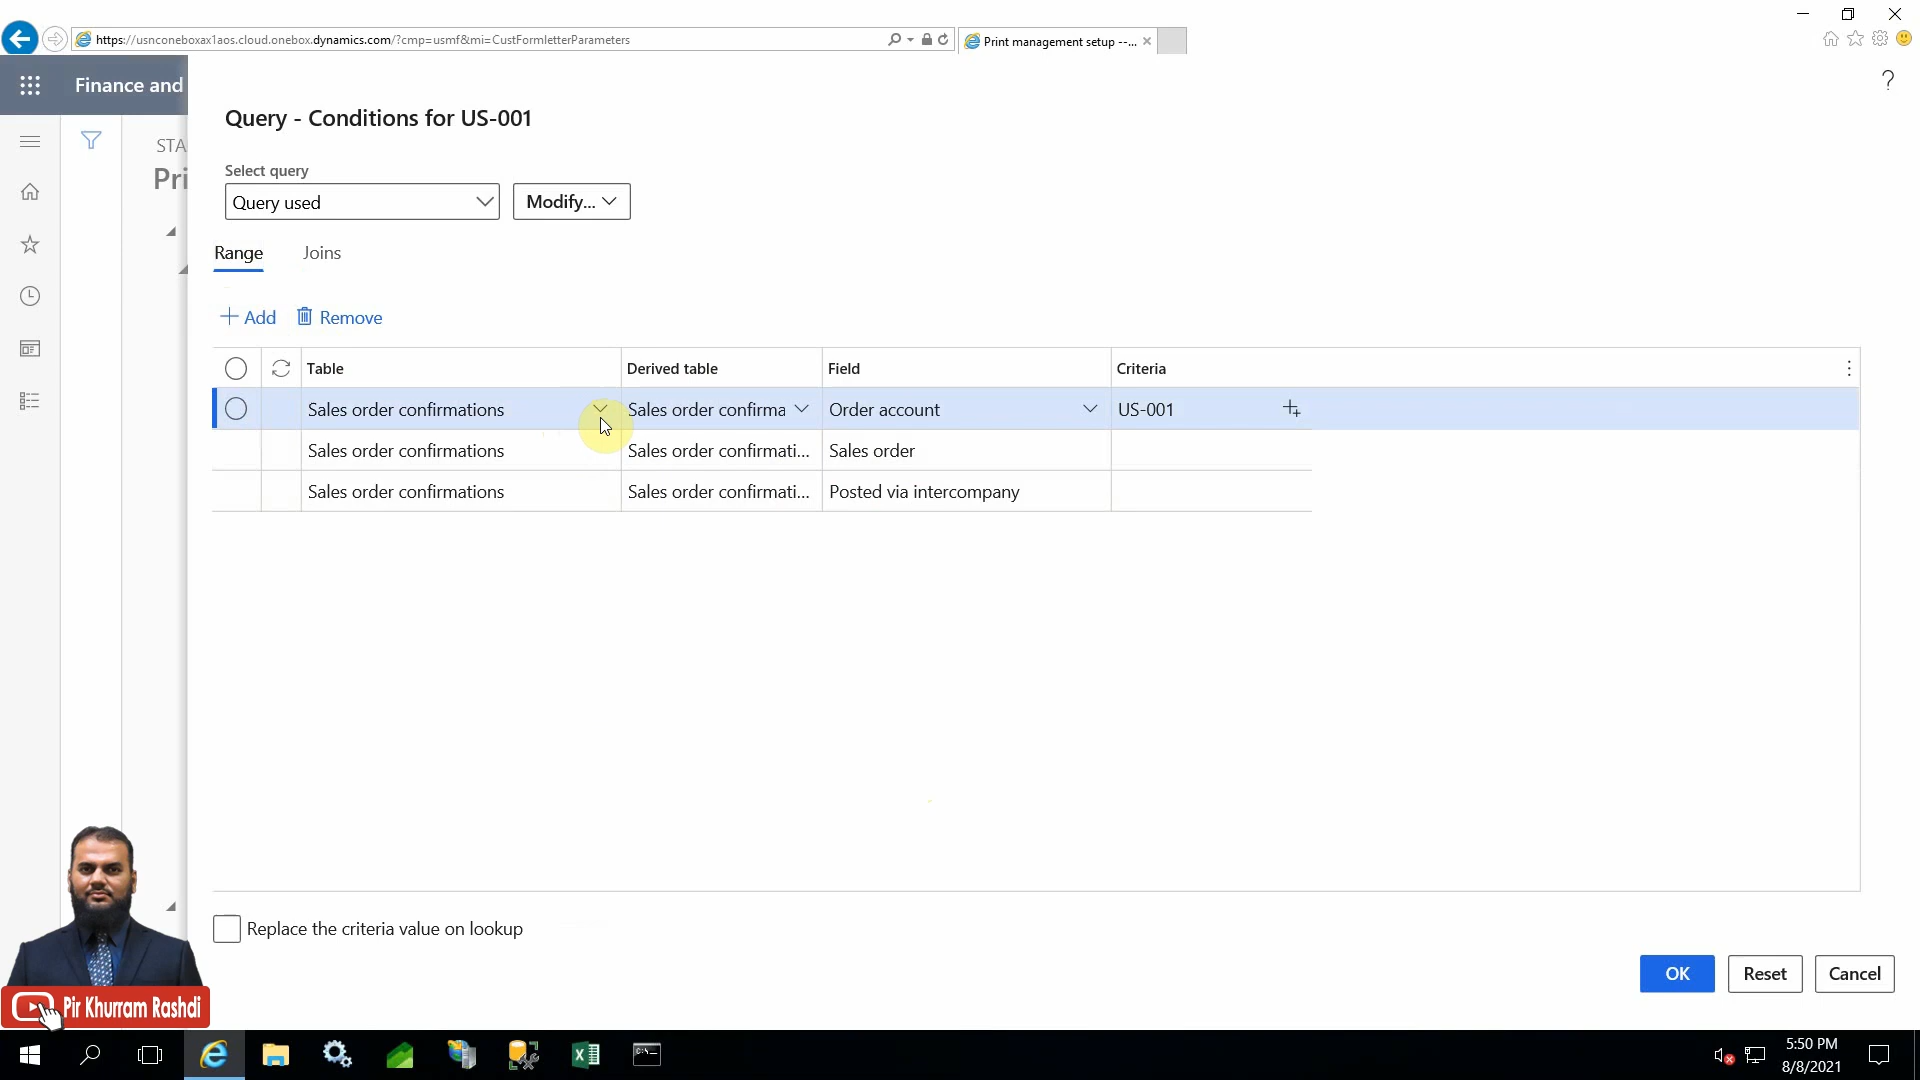 https://usnconeboxax1aos.cloud.onebox.dynamics.com/?cmp=usmf&mi=CustFormletterParameters
Print management setup --...
Finance and
?
Query - Conditions for US-001
STA
Pri
Select query
Query used
Modify...
Range
Joins
Add
Remove
Table
Derived table
Field
Criteria
Sales order confirmations
Sales order confirma
Order account
US-001
Sales order confirmations
Sales order confirmati...
Sales order
Sales order confirmations
Sales order confirmati...
Posted via intercompany
Replace the criteria value on lookup
OK
Reset
Cancel
Pir Khurram Rashdi
5:50 PM
8/8/2021